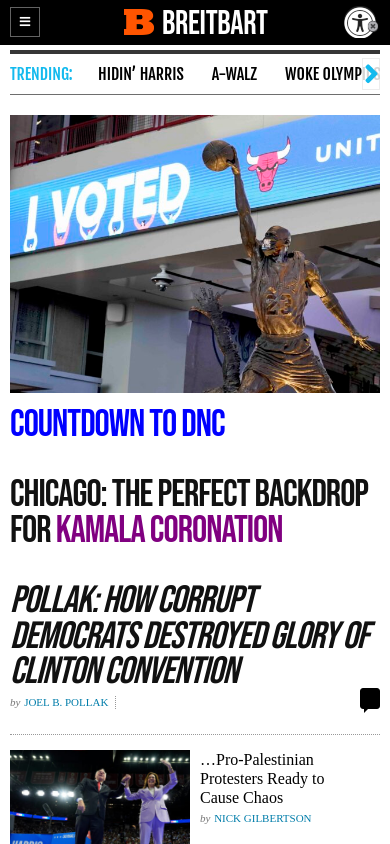 BREITBART
TRENDING:
HIDIN’ HARRIS
A-WALZ
WOKE OLYMP
UNIT
I VOTED
23
COUNTDOWN TO DNC
CHICAGO: THE PERFECT BACKDROP
FOR KAMALA CORONATION
POLLAK: HOW CORRUPT
DEMOCRATS DESTROYED GLORY OF
CLINTON CONVENTION
by JOEL B. POLLAK
…Pro-Palestinian
Protesters Ready to
Cause Chaos
by NICK GILBERTSON
HARRIS